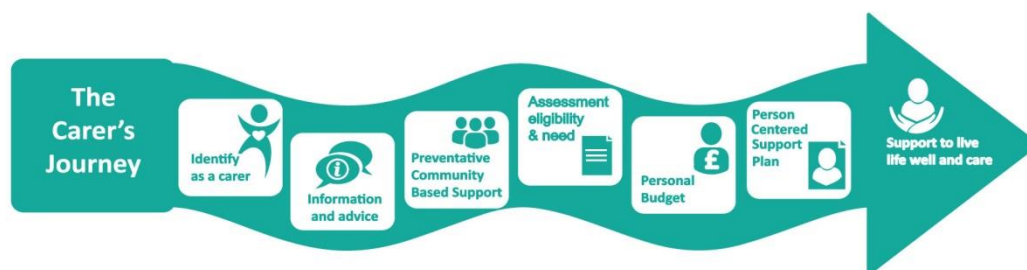 The
Carer's
Journey
Identify
as a carer
i
Information
and advice
Preventative
Community
Based Support
Assessment
eligibility
& need
£
Personal
Budget
Person
Centered
Support
Plan
Support to live
life well and care